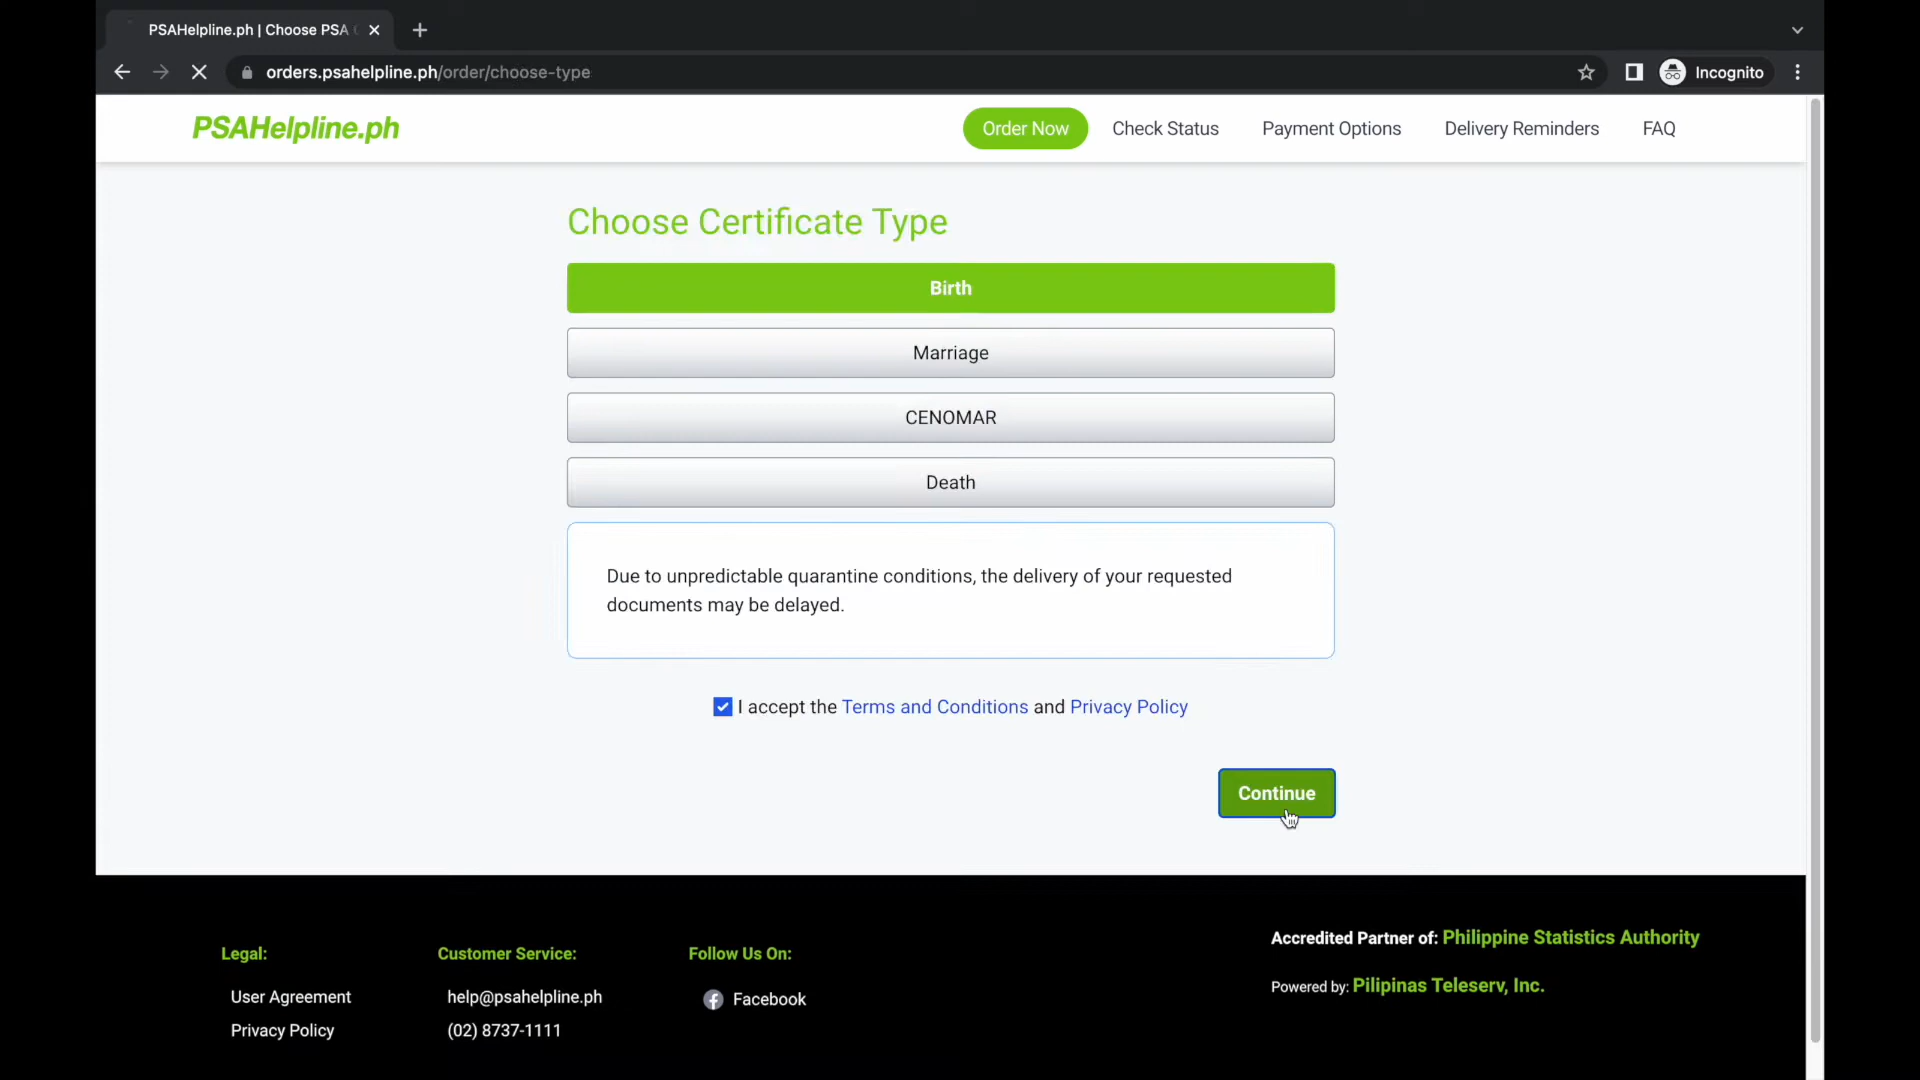 PSAHelpline.ph | Choose PSA
orders.psahelpline.ph/order/choose-type
Incognito
PSAHelpline.ph
Order Now
Check Status
Payment Options
Delivery Reminders
FAQ
Choose Certificate Type
Birth
Marriage
CENOMAR
Death
Due to unpredictable quarantine conditions, the delivery of your requested
documents may be delayed.
I accept the Terms and Conditions and Privacy Policy
Continue
Legal:
User Agreement
Privacy Policy
Customer Service:
help@psahelpline.ph
(02) 8737-1111
Follow Us On:
Facebook
Accredited Partner of: Philippine Statistics Authority
Powered by: Pilipinas Teleserv, Inc.